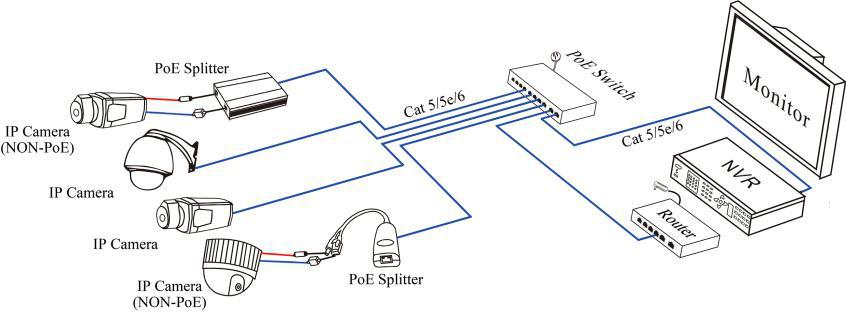 PoE Splitter
IP Camera
(NON-PoE)
IP Camera
IP Camera
IP Camera
(NON-PoE)
PoE Splitter
Cat 5/5e/6
PoE Switch
Cat 5/5e/6
Monitor
NVR
Router